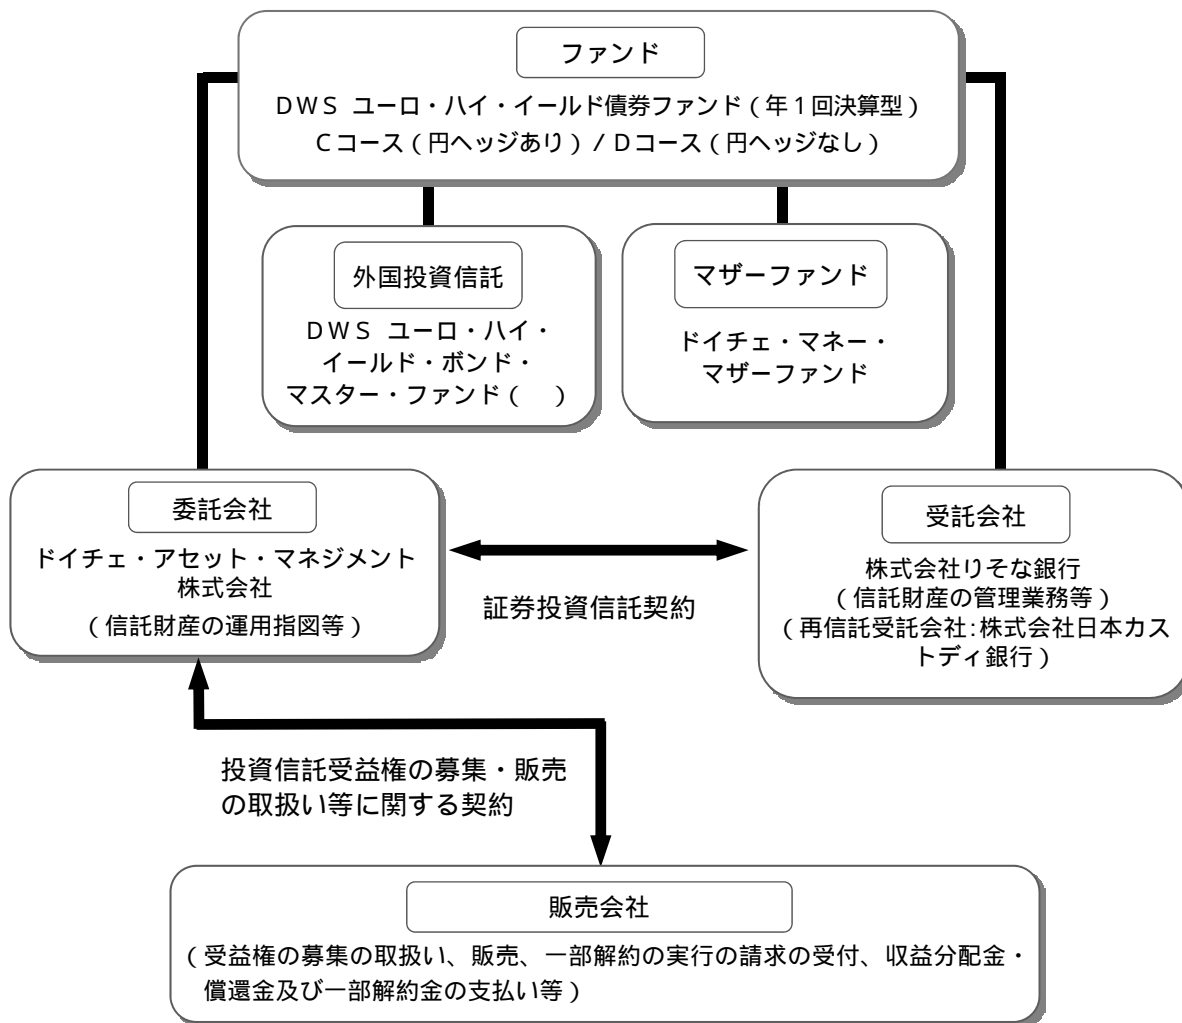 ファンド
DWS ユーロ・ハイ・イールド債券ファンド(年1回決算型)
Cコース(円ヘッジあり)/Dコース(円ヘッジなし)
外国投資信託
DWS ユーロ・ハイ・
イールド・ボンド・
マスター・ファンド(　)
マザーファンド
ドイチェ・マネー・
マザーファンド
委託会社
ドイチェ・アセット・マネジメント
株式会社
(信託財産の運用指図等)
証券投資信託契約
受託会社
株式会社りそな銀行
(信託財産の管理業務等)
(再信託受託会社:株式会社日本カス
トディ銀行)
投資信託受益権の募集・販売
の取扱い等に関する契約
販売会社
(受益権の募集の取扱い、販売、一部解約の実行の請求の受付、収益分配金・
償還金及び一部解約金の支払い等)